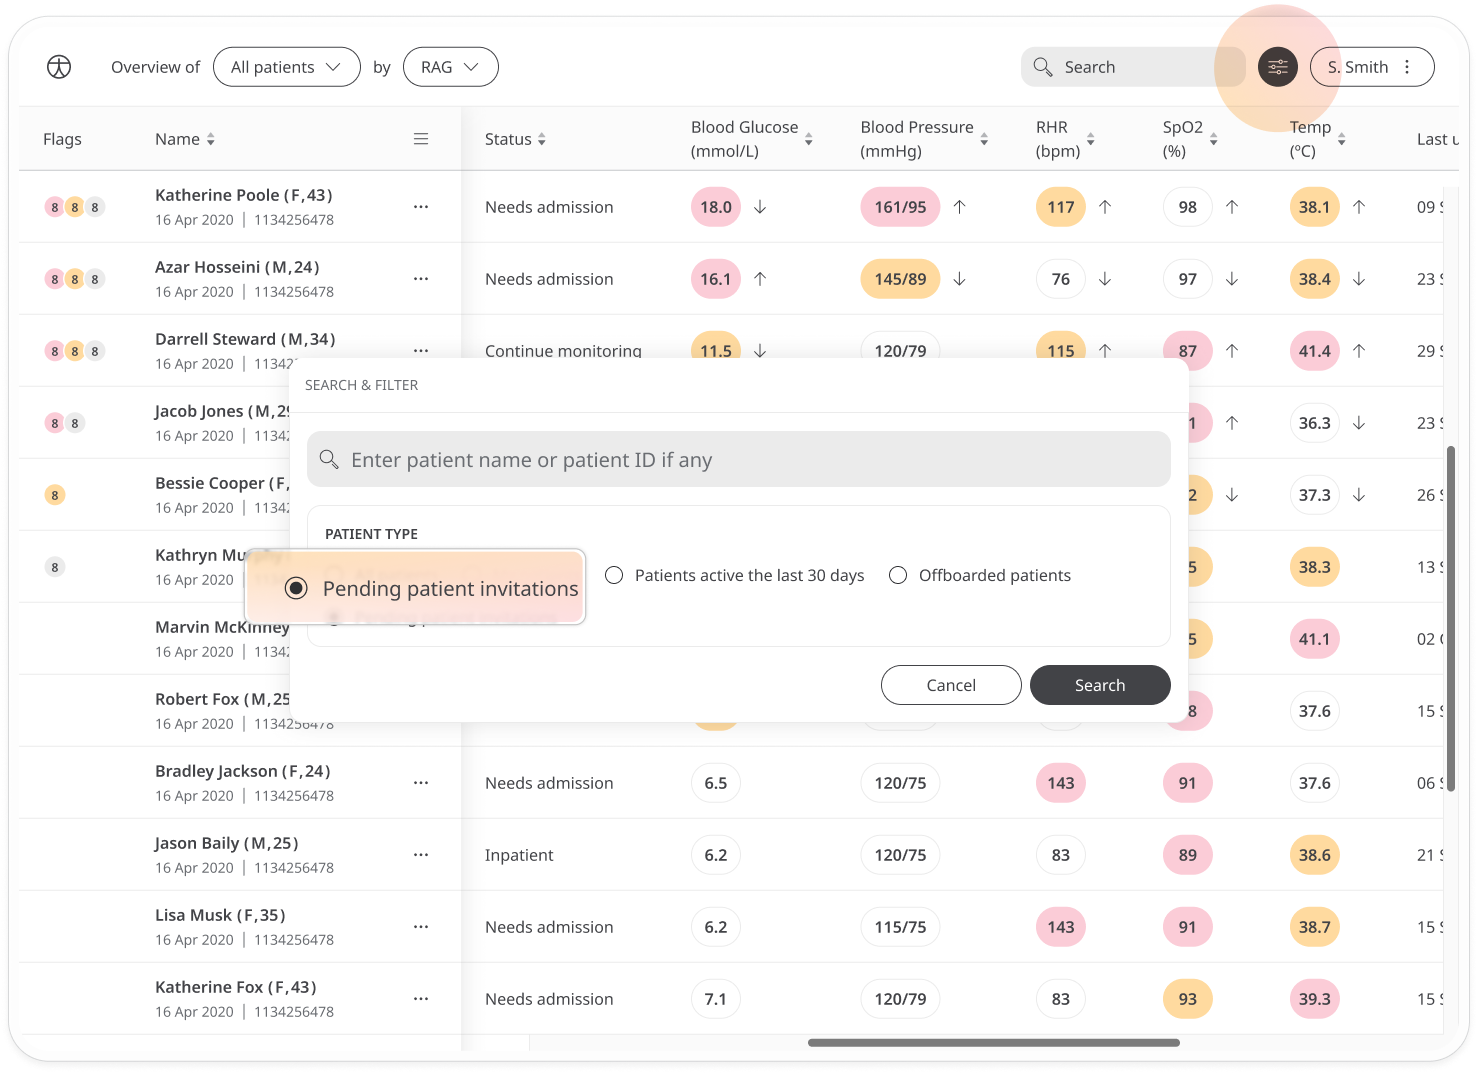 Overview of All patients by RAG Search S. Smith
Flags Name Status Blood Glucose (mmol/L) Blood Pressure (mmHg) RHR (bpm) SpO2 (%) Temp (ºC) Last
8 8 8 Katherine Poole (F,43) Needs admission 18.0 161/95 117 98 38.1 09
16 Apr 2020 | 1134256478
8 8 8 Azar Hosseini (M,24) Needs admission 16.1 145/89 76 97 38.4 23
16 Apr 2020 | 1134256478
8 8 8 Darrell Steward (M,34) Continue monitoring 11.5 120/79 115 87 41.4 29
16 Apr 2020 | 11342
SEARCH & FILTER
8 8 Jacob Jones (M,29 1 36.3 23
16 Apr 2020 | 11342
Enter patient name or patient ID if any
8 Bessie Cooper (F, 2 37.3 26
16 Apr 2020 | 1134
PATIENT TYPE
8 Kathryn Murphy 5 38.3 13
16 Apr 2020
Pending patient invitations Patients active the last 30 days Offboarded patients
Marvin McKinney 5 41.1 02
16 Apr 2020 | 1134
Cancel Search
Robert Fox (M,25 8 37.6 15
16 Apr 2020 | 1134256478
Bradley Jackson (F,24) Needs admission 6.5 120/75 143 91 37.6 06
16 Apr 2020 | 1134256478
Jason Baily (M,25) Inpatient 6.2 120/75 83 89 38.6 21
16 Apr 2020 | 1134256478
Lisa Musk (F,35) Needs admission 6.2 115/75 143 91 38.7 15
16 Apr 2020 | 1134256478
Katherine Fox (F,43) Needs admission 7.1 120/79 83 93 39.3 15
16 Apr 2020 | 1134256478